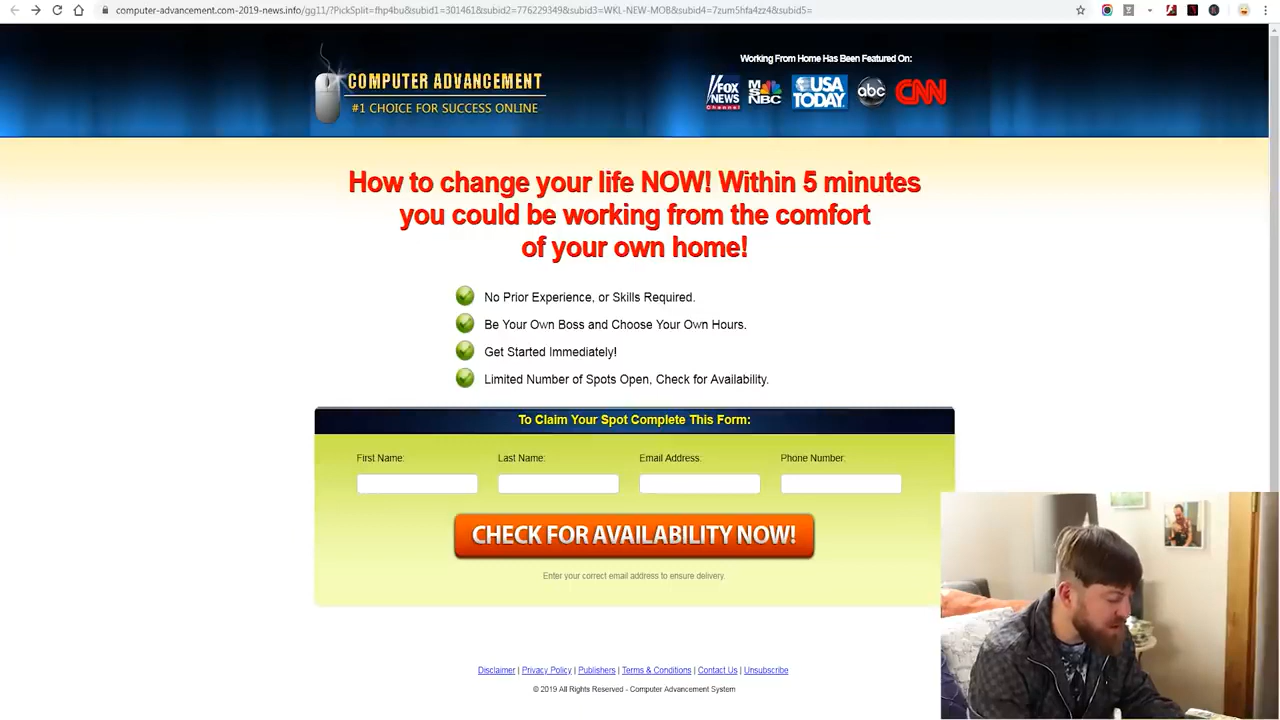 computer-advancement.com-2019-news.info/gg11/?PickSplit=fhp4bu&subid1=301461&subid2=776229349&subid3=WKL-NEW-MOB&subid4=7zum5hfa4zz4&subid5=
COMPUTER ADVANCEMENT
#1 CHOICE FOR SUCCESS ONLINE
Working From Home Has Been Featured On:
FOX NEWS Channel
MSNBC
USA TODAY
abc
CNN
How to change your life NOW! Within 5 minutes
you could be working from the comfort
of your own home!
No Prior Experience, or Skills Required.
Be Your Own Boss and Choose Your Own Hours.
Get Started Immediately!
Limited Number of Spots Open, Check for Availability.
To Claim Your Spot Complete This Form:
First Name: Last Name: Email Address: Phone Number:
CHECK FOR AVAILABILITY NOW!
Enter your correct email address to ensure delivery.
Disclaimer | Privacy Policy | Publishers | Terms & Conditions | Contact Us | Unsubscribe
© 2019 All Rights Reserved - Computer Advancement System